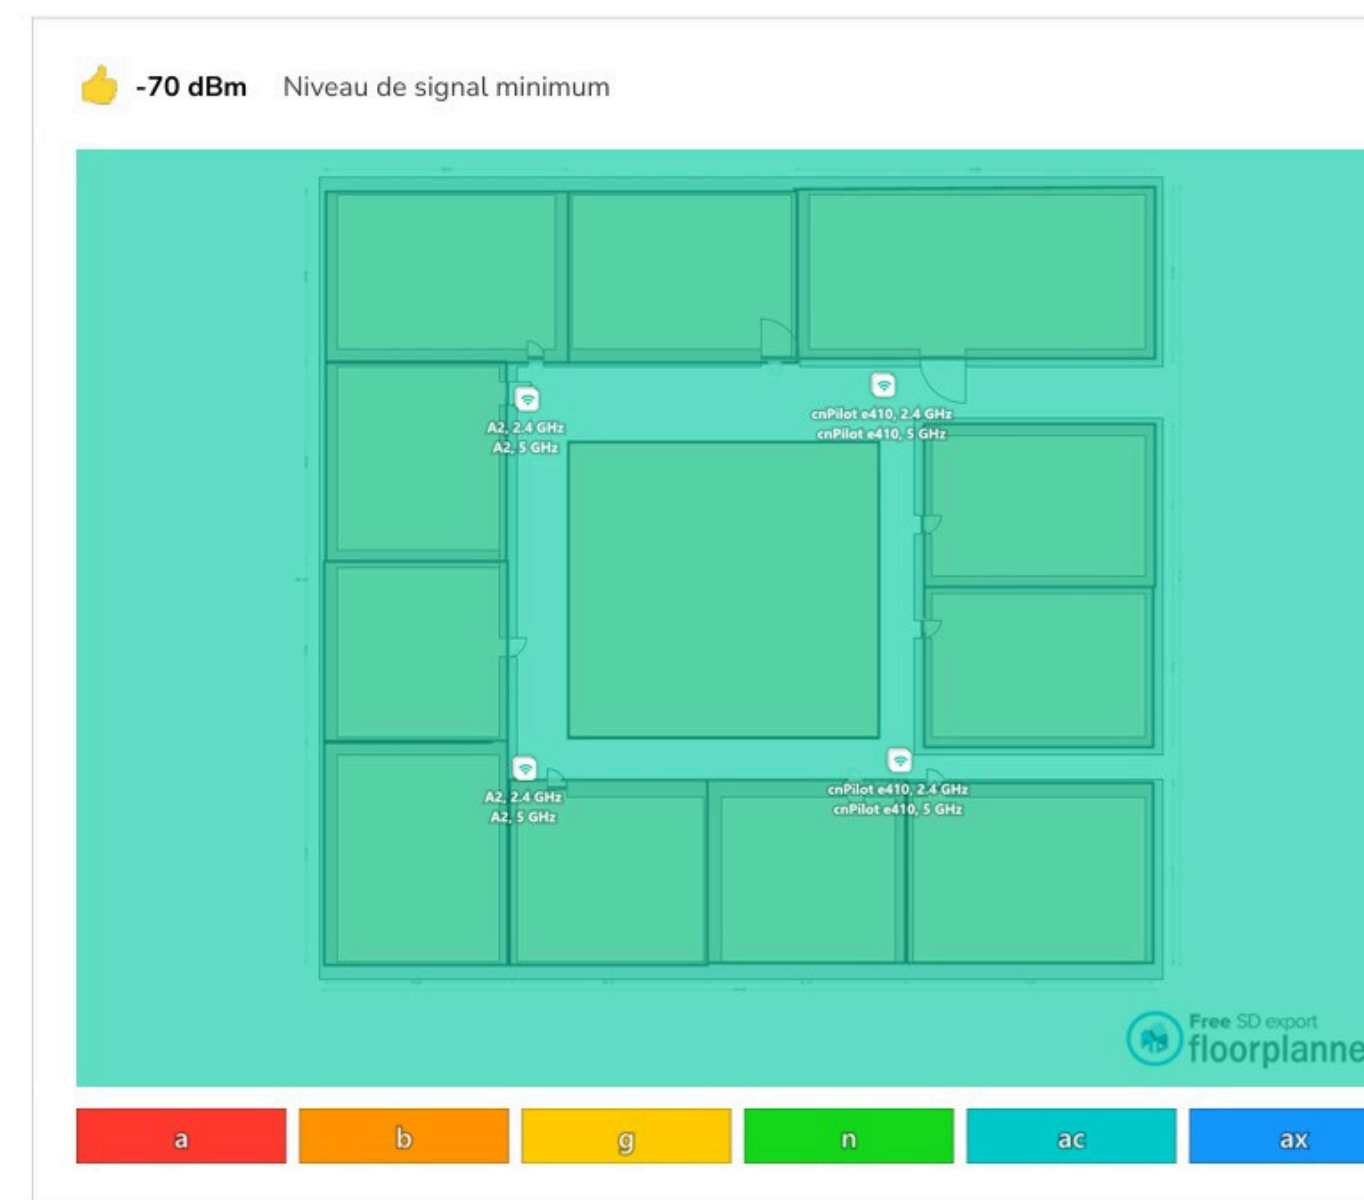 👍 -70 dBm Niveau de signal minimum
A2, 2.4 GHz
A2, 5 GHz
cnPilot e410, 2.4 GHz
cnPilot e410, 5 GHz
A2, 2.4 GHz
A2, 5 GHz
cnPilot e410, 2.4 GHz
cnPilot e410, 5 GHz
Free SD export
floorplanne
a b g n ac ax